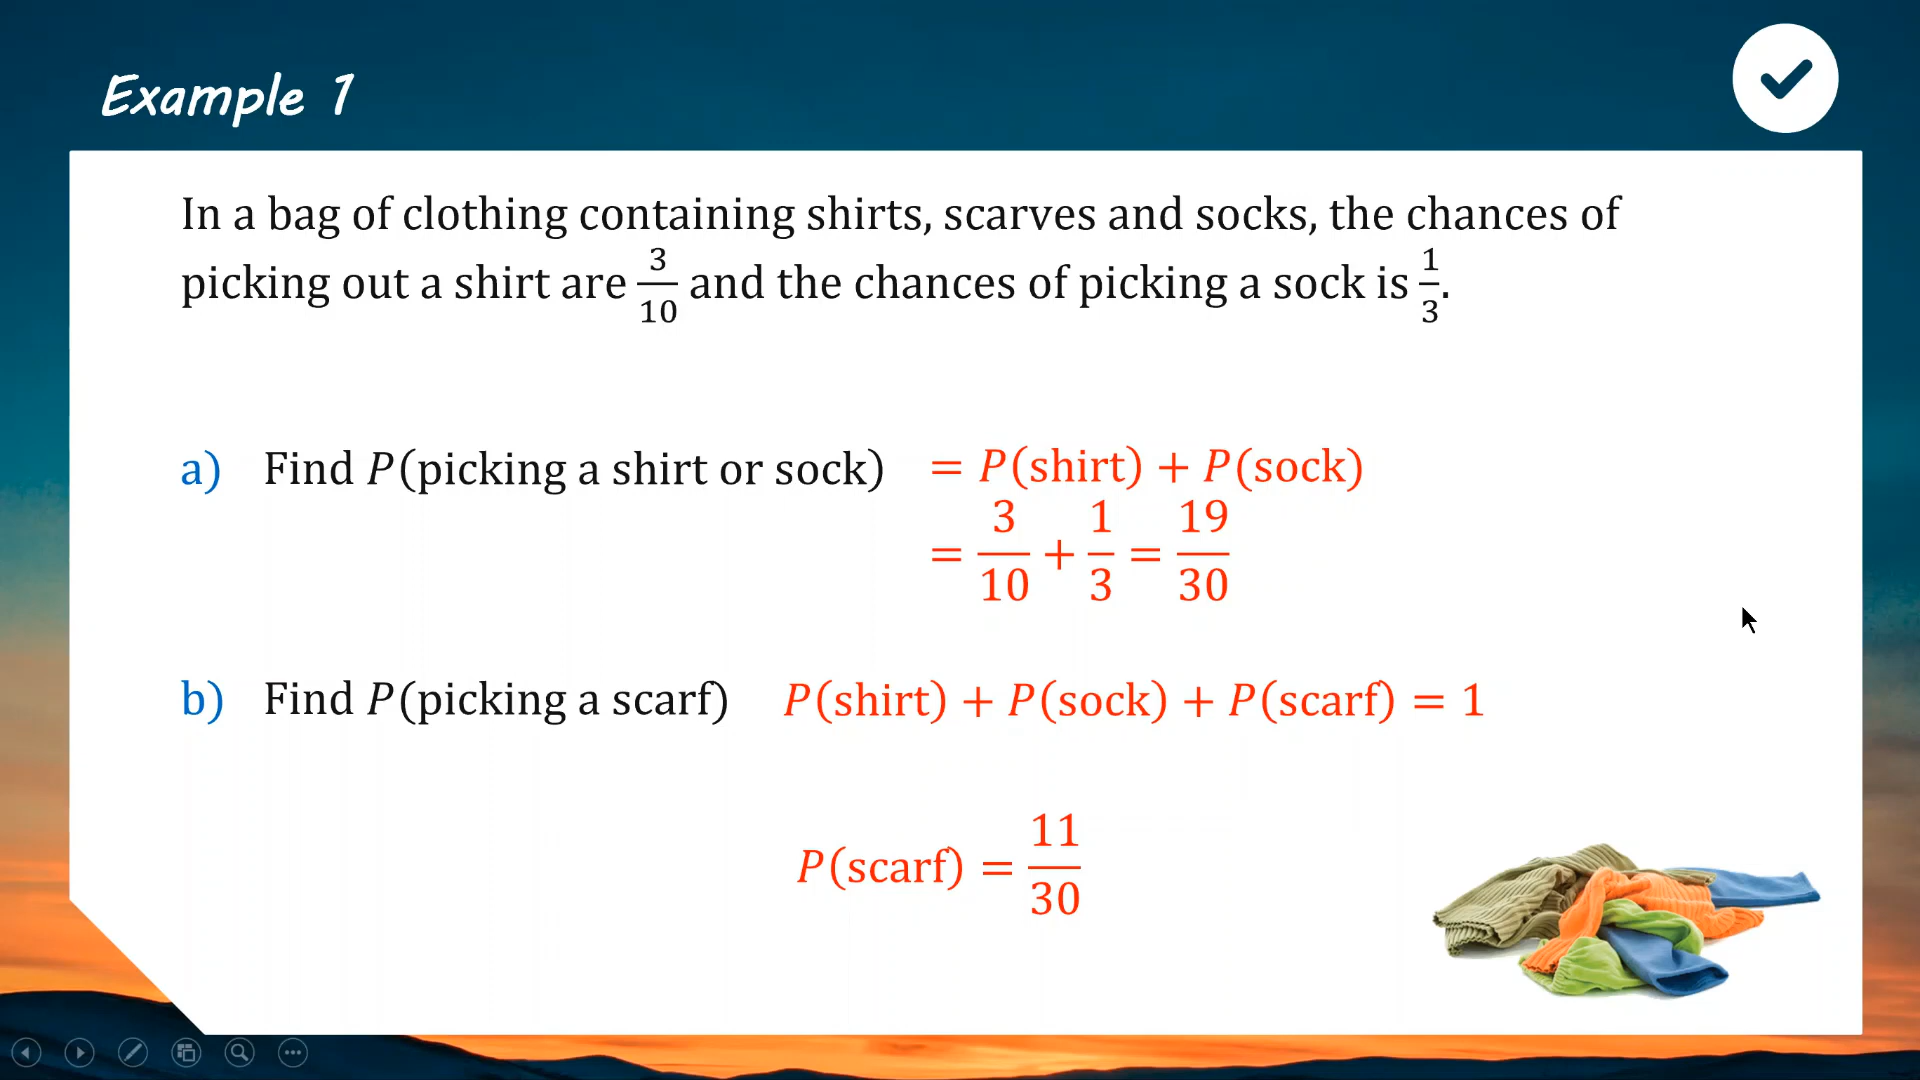 Example 1
In a bag of clothing containing shirts, scarves and socks, the chances of
picking out a shirt are 3/10 and the chances of picking a sock is 1/3.
a) Find P(picking a shirt or sock) = P(shirt) + P(sock)
= 3/10 + 1/3 = 19/30
b) Find P(picking a scarf) P(shirt) + P(sock) + P(scarf) = 1
P(scarf) = 11/30